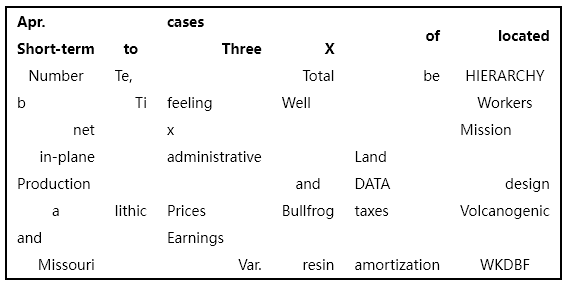 Apr. cases
of located
Short-term to Three X
Number Te, Total be HIERARCHY
b Ti feeling Well Workers
net x Mission
in-plane administrative Land
Production and DATA design
a lithic Prices Bullfrog taxes Volcanogenic
and Earnings
Missouri Var. resin amortization WKDBF